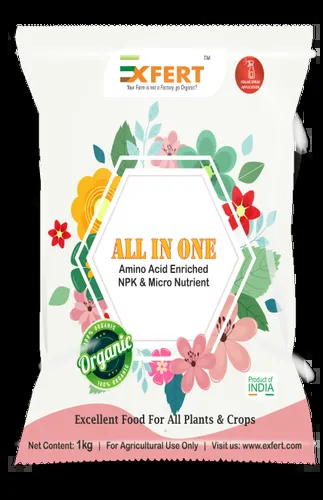 EXFERT™
Your Farm is not a Factory, go Organic!
FOLIAR SPRAY
APPLICATION
ALL IN ONE
Amino Acid Enriched
NPK & Micro Nutrient
100% ORGANIC
Organic
100% ORGANIC
Product of
INDIA
Excellent Food For All Plants & Crops
Net Content: 1kg | For Agricultural Use Only | Visit us: www.exfert.com